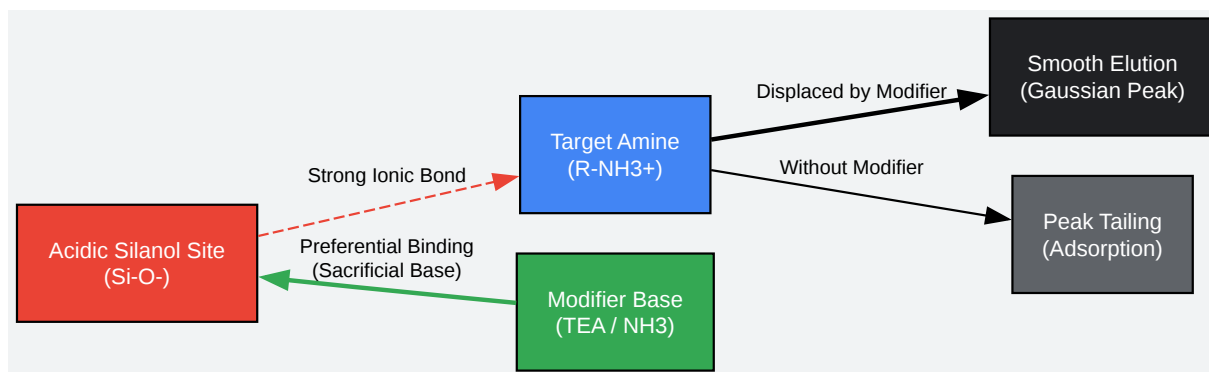 Smooth Elution
(Gaussian Peak)
Displaced by Modifier
Target Amine
(R-NH3+)
Without Modifier
Strong Ionic Bond
Peak Tailing
(Adsorption)
Acidic Silanol Site
(Si-O-)
Preferential Binding
(Sacrificial Base)
Modifier Base
(TEA / NH3)